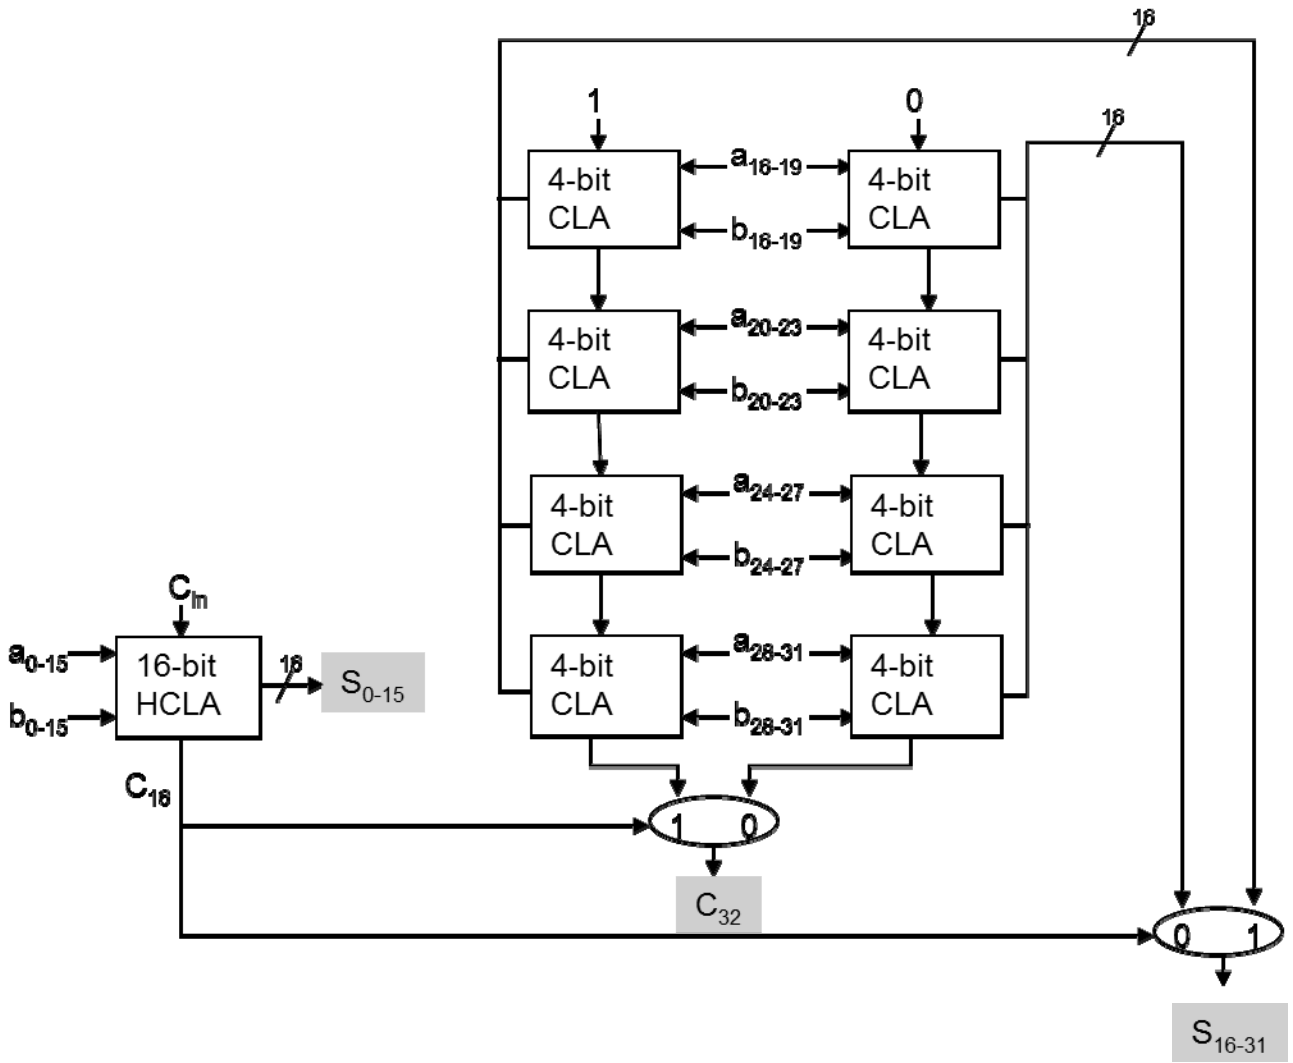 16
1
0
16
4-bit
CLA
a16-19
b16-19
4-bit
CLA
4-bit
CLA
a20-23
b20-23
4-bit
CLA
4-bit
CLA
a24-27
b24-27
4-bit
CLA
Cin
a0-15
b0-15
16-bit
HCLA
16
S0-15
4-bit
CLA
a28-31
b28-31
4-bit
CLA
C16
1 0
C32
0 1
S16-31